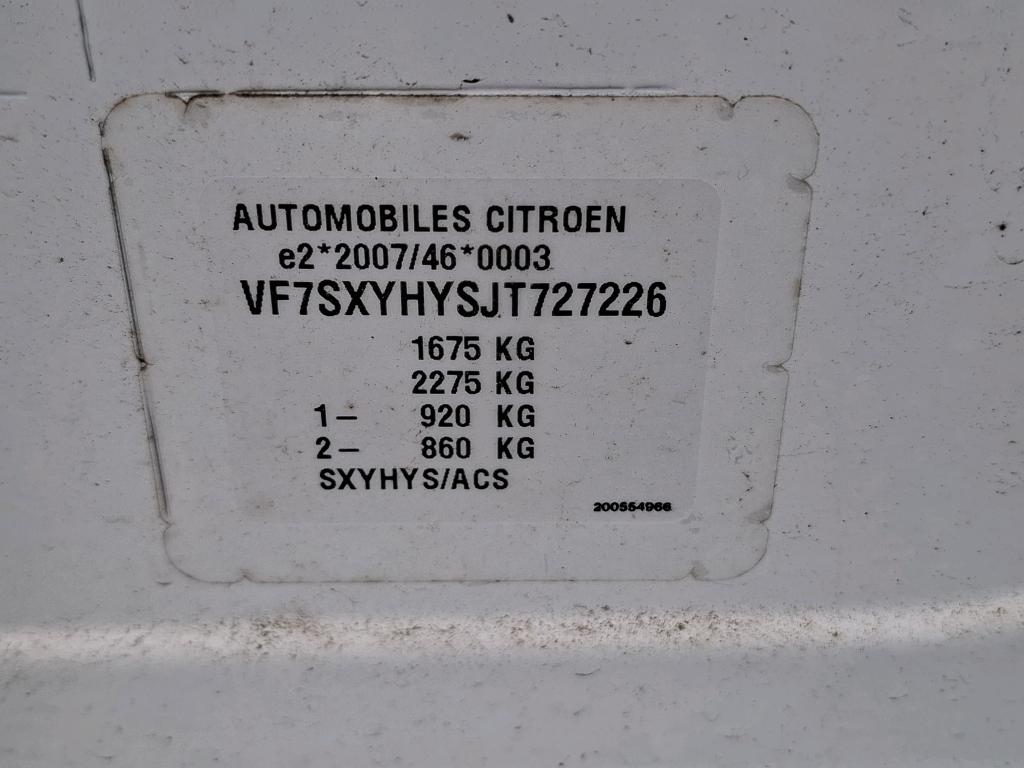 AUTOMOBILES CITROEN
e2*2007/46*0003
VF7SXYHYSJT727226
1675 KG
2275 KG
1- 920 KG
2- 860 KG
SXYHYS/ACS
200554966